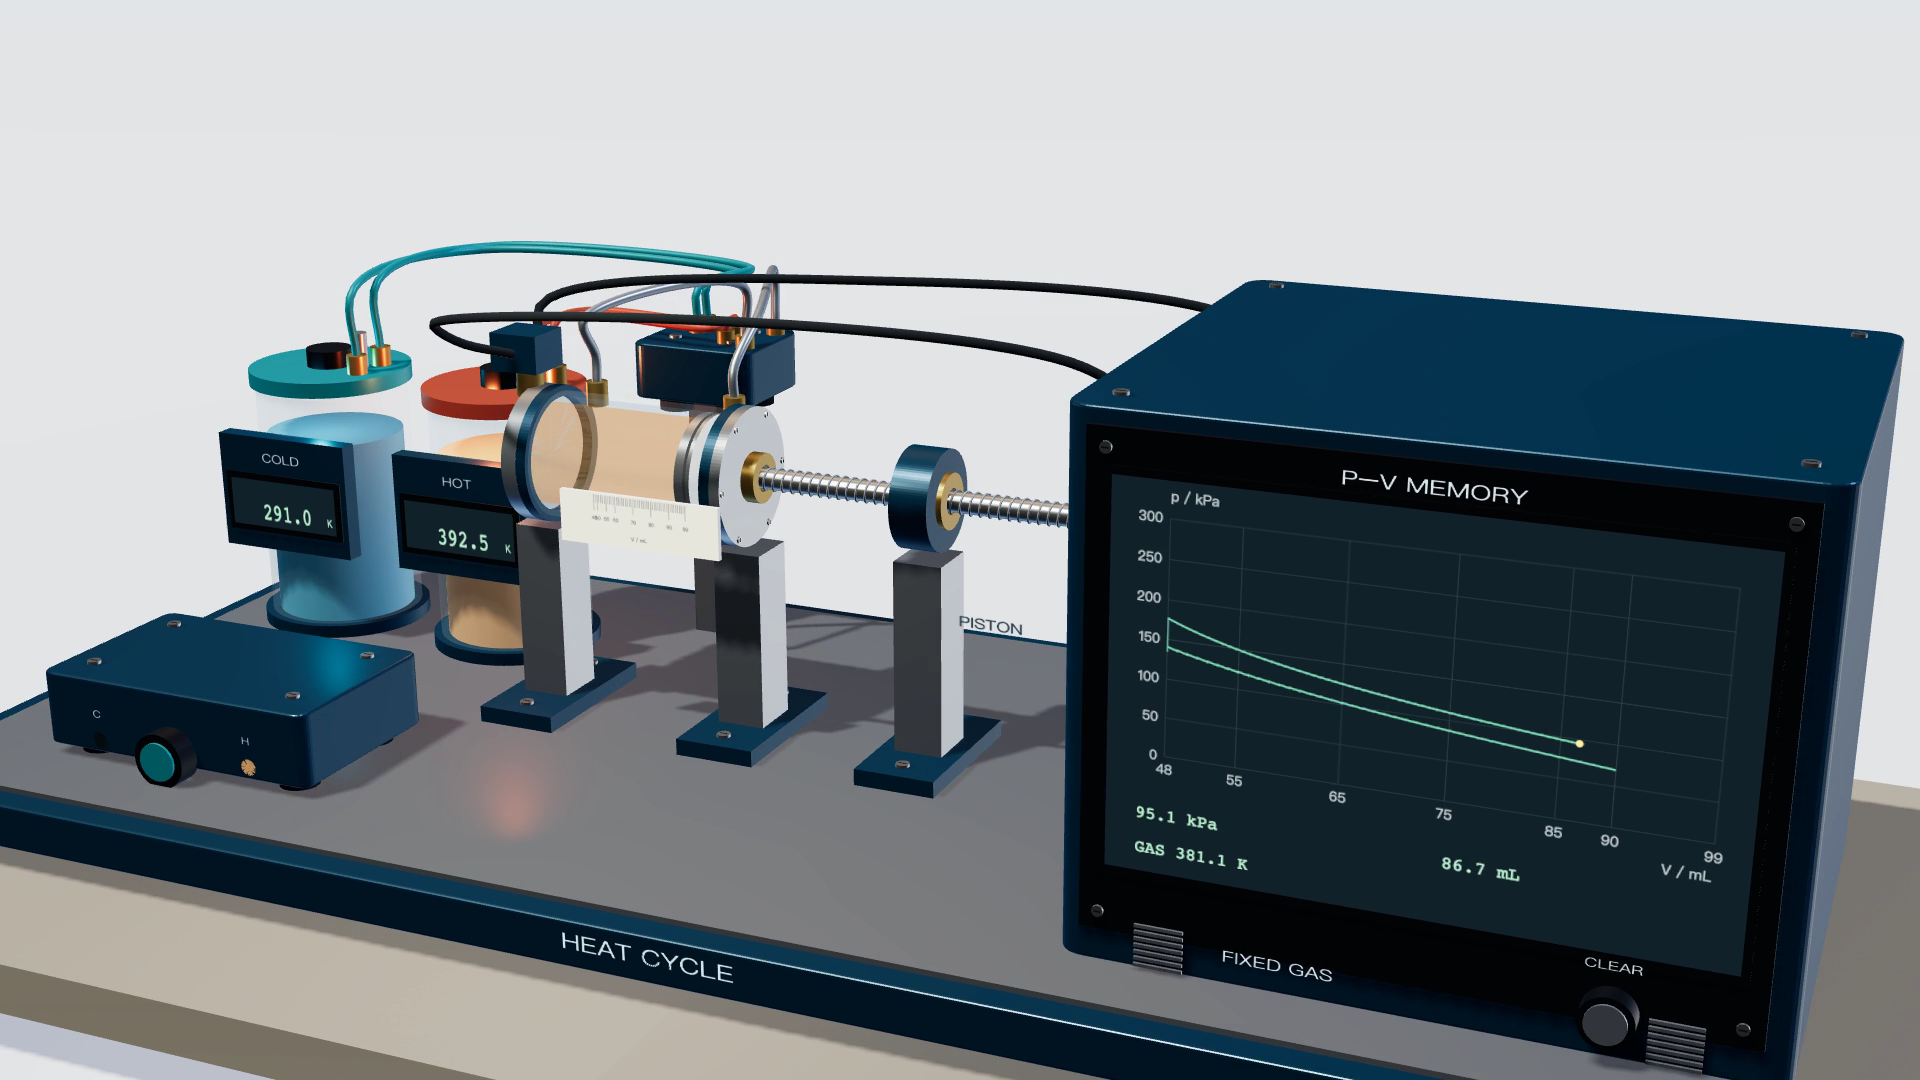 COLD
291.0 K
HOT
392.5 K
C
H
V / mL
PISTON
HEAT CYCLE
P—V MEMORY
p / kPa
300
250
200
150
100
50
0
48
55
65
75
85
90
99
V / mL
95.1 kPa
GAS 381.1 K
86.7 mL
FIXED GAS
CLEAR